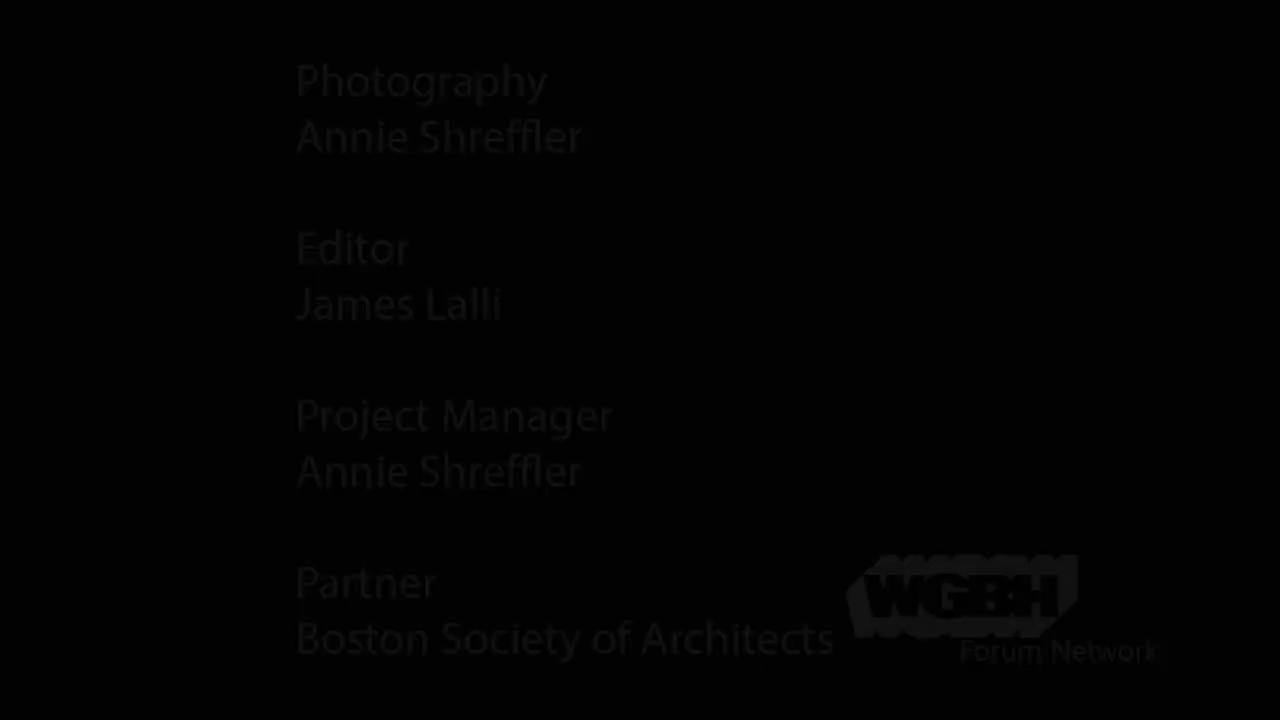 Photography
Annie Shreffler
Editor
James Lalli
Project Manager
Annie Shreffler
Partner
Boston Society of Architects
WGBH
Forum Network